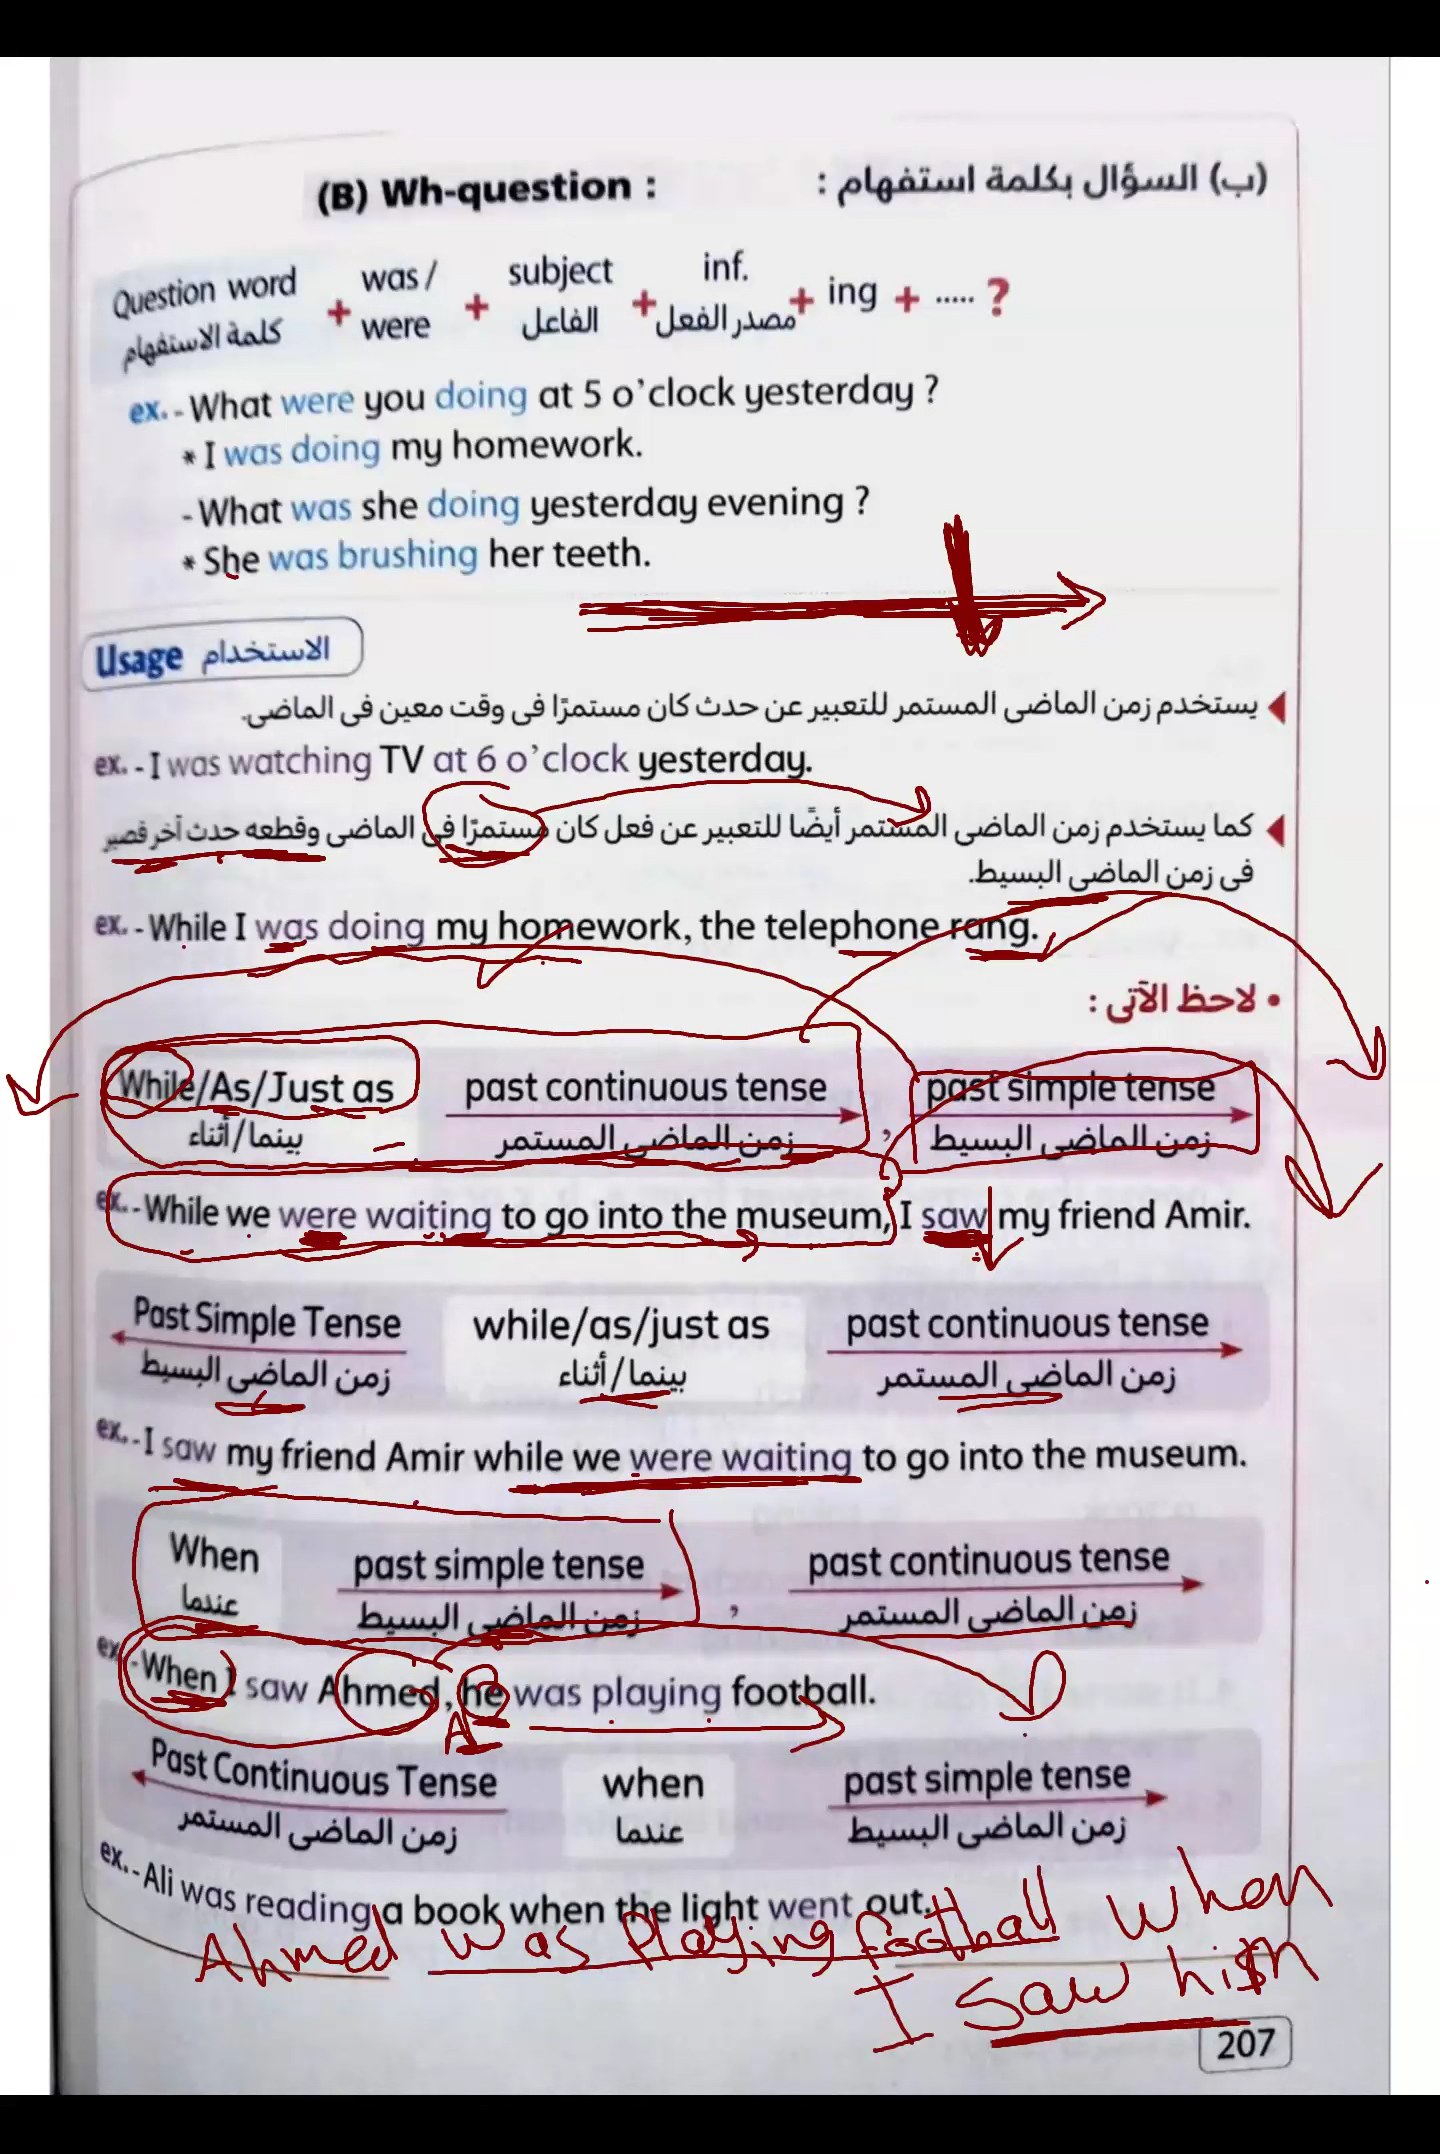 (B) Wh-question : (ب) السؤال بكلمة استفهام :
Question word + was / were + subject + inf. + ing + ..... ?
كلمة الاستفهام الفاعل مصدر الفعل
ex. - What were you doing at 5 o'clock yesterday ?
* I was doing my homework.
- What was she doing yesterday evening ?
* She was brushing her teeth.
Usage الاستخدام
يستخدم زمن الماضى المستمر للتعبير عن حدث كان مستمرًا فى وقت معين فى الماضى.
ex. - I was watching TV at 6 o'clock yesterday.
كما يستخدم زمن الماضى المستمر أيضًا للتعبير عن فعل كان مستمرًا فى الماضى وقطعه حدث آخر قصير
فى زمن الماضى البسيط.
ex. - While I was doing my homework, the telephone rang.
• لاحظ الآتى :
While/As/Just as past continuous tense , past simple tense
بينما/أثناء زمن الماضى المستمر زمن الماضى البسيط
ex. - While we were waiting to go into the museum, I saw my friend Amir.
Past Simple Tense while/as/just as past continuous tense
زمن الماضى البسيط بينما/أثناء زمن الماضى المستمر
ex. - I saw my friend Amir while we were waiting to go into the museum.
When past simple tense , past continuous tense
عندما زمن الماضى البسيط زمن الماضى المستمر
ex. - When I saw Ahmed, he was playing football.
A
Past Continuous Tense when past simple tense
زمن الماضى المستمر عندما زمن الماضى البسيط
ex. - Ali was reading a book when the light went out.
Ahmed was Playing football when
I saw him
207